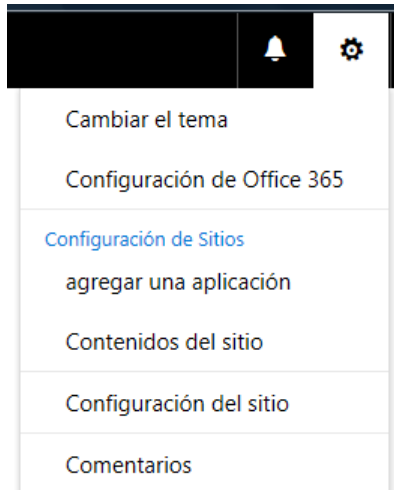 Cambiar el tema
Configuración de Office 365
Configuración de Sitios
agregar una aplicación
Contenidos del sitio
Configuración del sitio
Comentarios